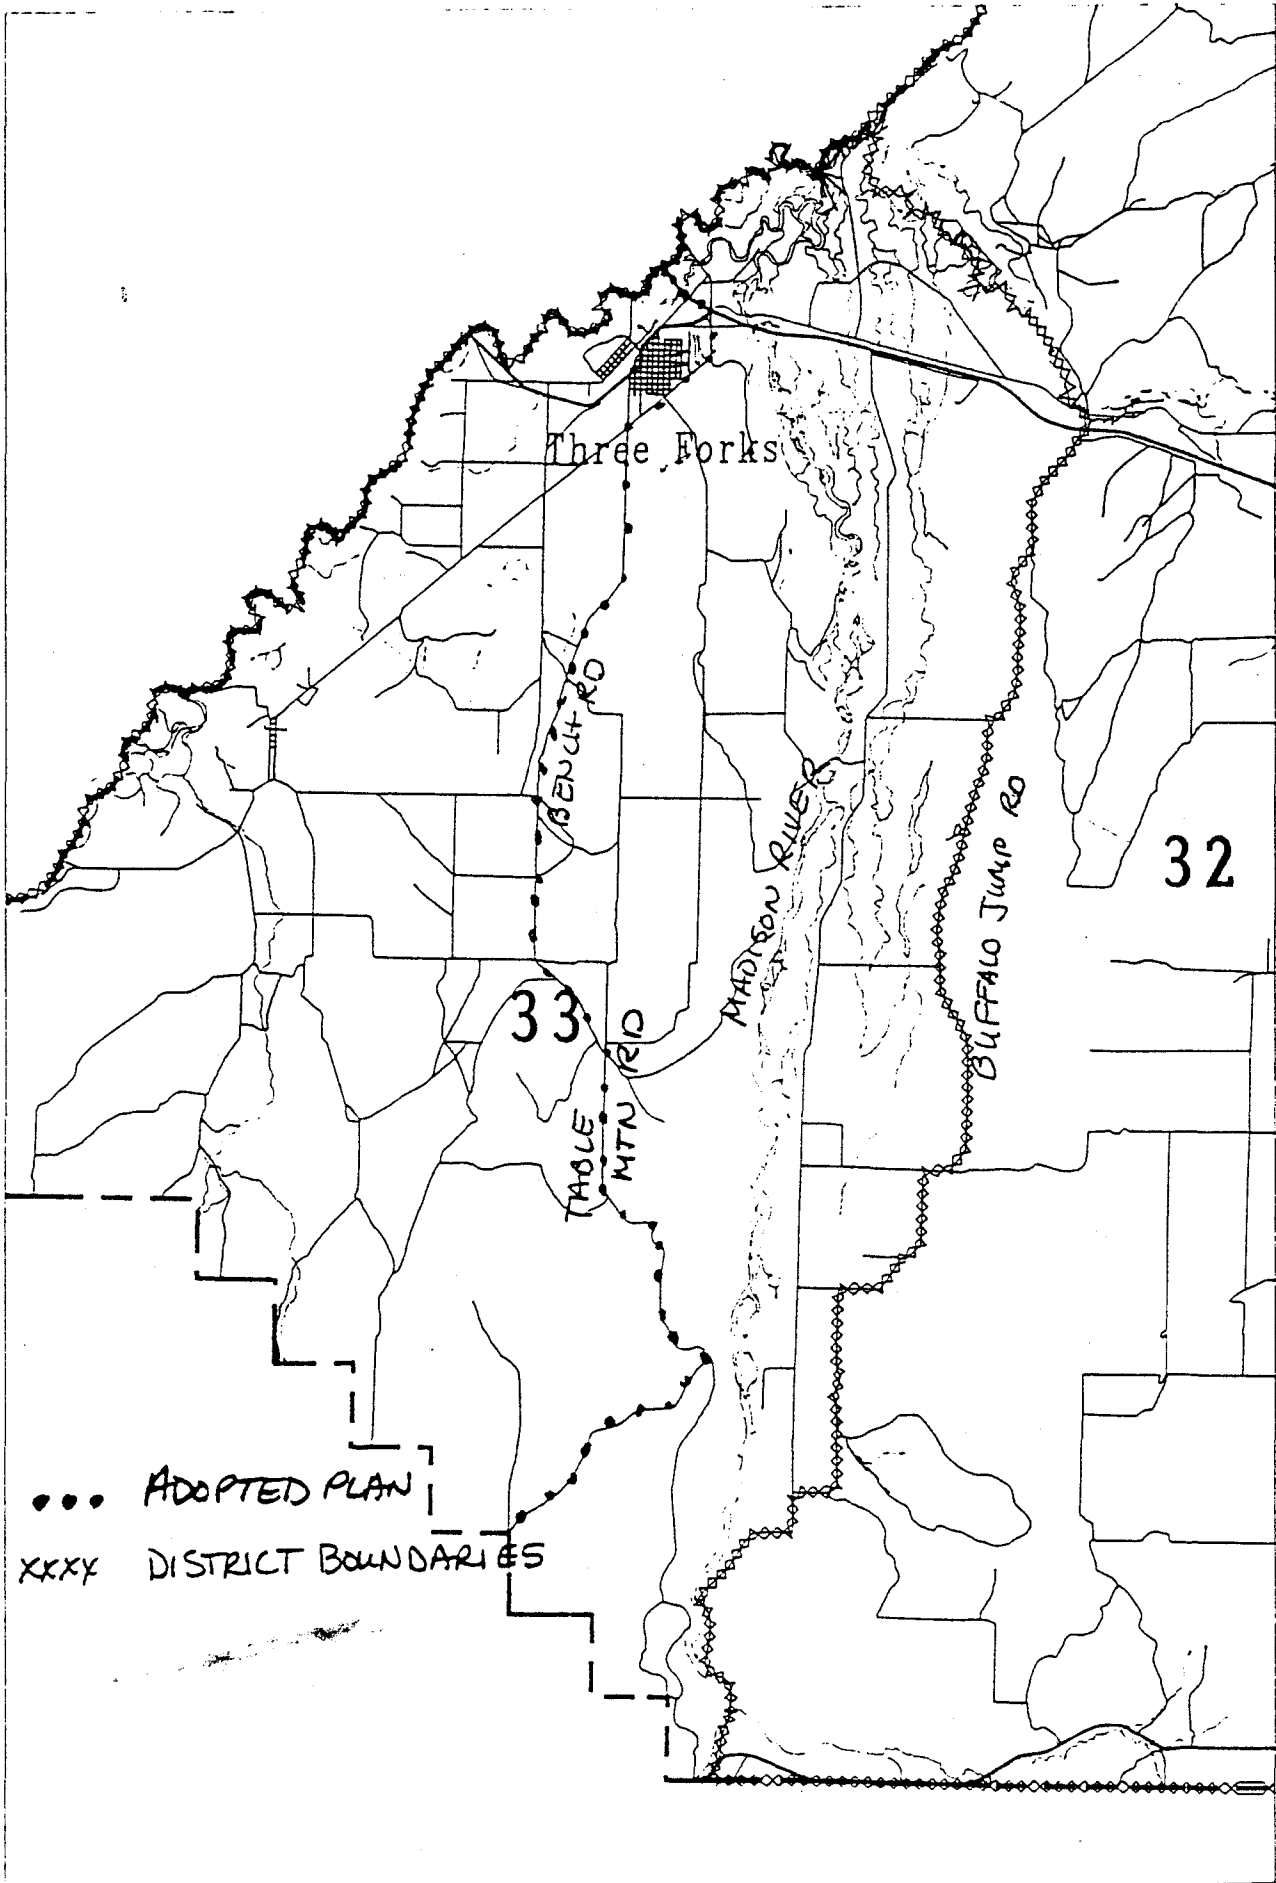 Three Forks
BENCH RD
MADISON RIVER
BUFFALO JUMP RD
32
33
TABLE
MTN RD
••• ADOPTED PLAN
xxxx DISTRICT BOUNDARIES